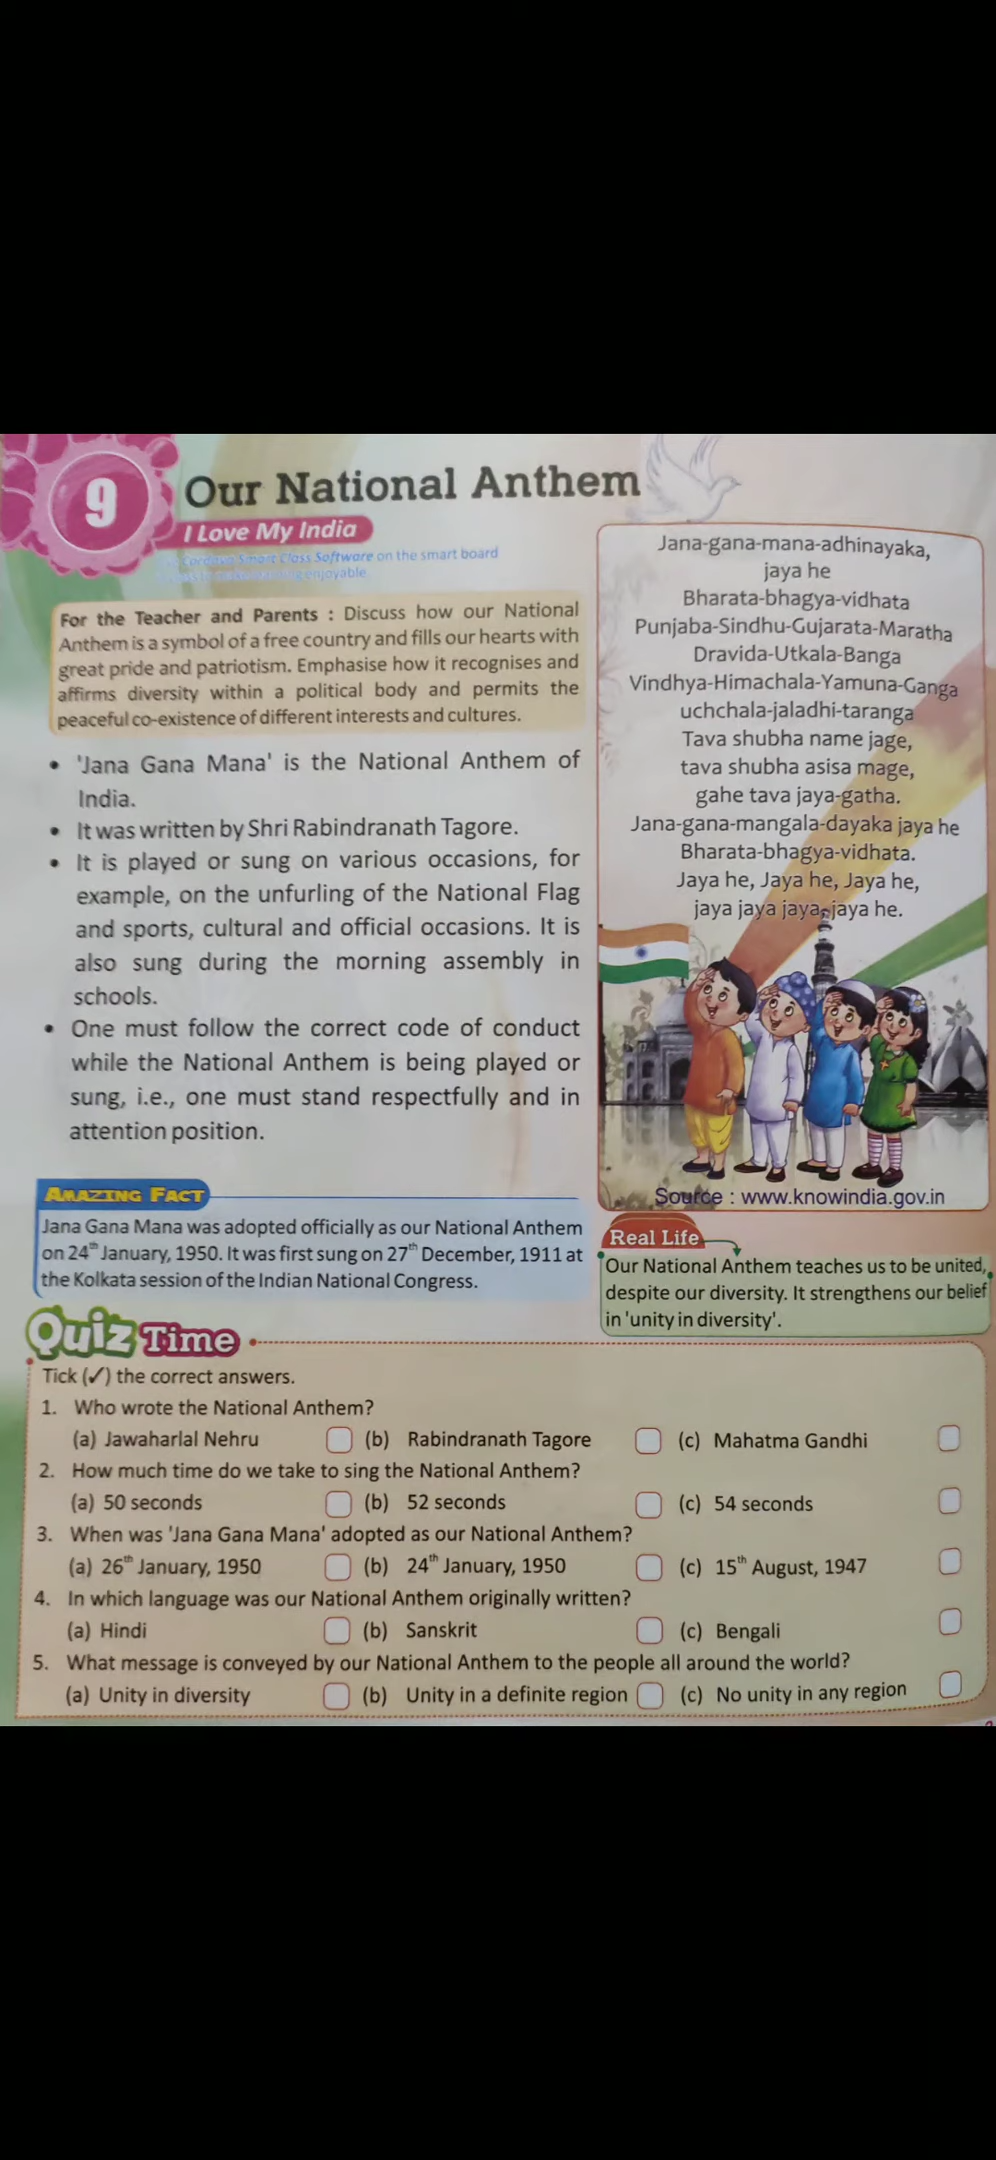 9
Our National Anthem
I Love My India
Smart Class Software on the smart board
enjoyable
For the Teacher and Parents : Discuss how our National
Anthem is a symbol of a free country and fills our hearts with
great pride and patriotism. Emphasise how it recognises and
affirms diversity within a political body and permits the
peaceful co-existence of different interests and cultures.
• 'Jana Gana Mana' is the National Anthem of
India.
• It was written by Shri Rabindranath Tagore.
• It is played or sung on various occasions, for
example, on the unfurling of the National Flag
and sports, cultural and official occasions. It is
also sung during the morning assembly in
schools.
• One must follow the correct code of conduct
while the National Anthem is being played or
sung, i.e., one must stand respectfully and in
attention position.
Jana-gana-mana-adhinayaka,
jaya he
Bharata-bhagya-vidhata
Punjaba-Sindhu-Gujarata-Maratha
Dravida-Utkala-Banga
Vindhya-Himachala-Yamuna-Ganga
uchchala-jaladhi-taranga
Tava shubha name jage,
tava shubha asisa mage,
gahe tava jaya-gatha.
Jana-gana-mangala-dayaka jaya he
Bharata-bhagya-vidhata.
Jaya he, Jaya he, Jaya he,
jaya jaya jaya, jaya he.
Source : www.knowindia.gov.in
AMAZING FACT
Jana Gana Mana was adopted officially as our National Anthem
on 24th January, 1950. It was first sung on 27th December, 1911 at
the Kolkata session of the Indian National Congress.
Real Life
Our National Anthem teaches us to be united,
despite our diversity. It strengthens our belief
in 'unity in diversity'.
Quiz Time
Tick (✓) the correct answers.
1. Who wrote the National Anthem?
(a) Jawaharlal Nehru (b) Rabindranath Tagore (c) Mahatma Gandhi
2. How much time do we take to sing the National Anthem?
(a) 50 seconds (b) 52 seconds (c) 54 seconds
3. When was 'Jana Gana Mana' adopted as our National Anthem?
(a) 26th January, 1950 (b) 24th January, 1950 (c) 15th August, 1947
4. In which language was our National Anthem originally written?
(a) Hindi (b) Sanskrit (c) Bengali
5. What message is conveyed by our National Anthem to the people all around the world?
(a) Unity in diversity (b) Unity in a definite region (c) No unity in any region